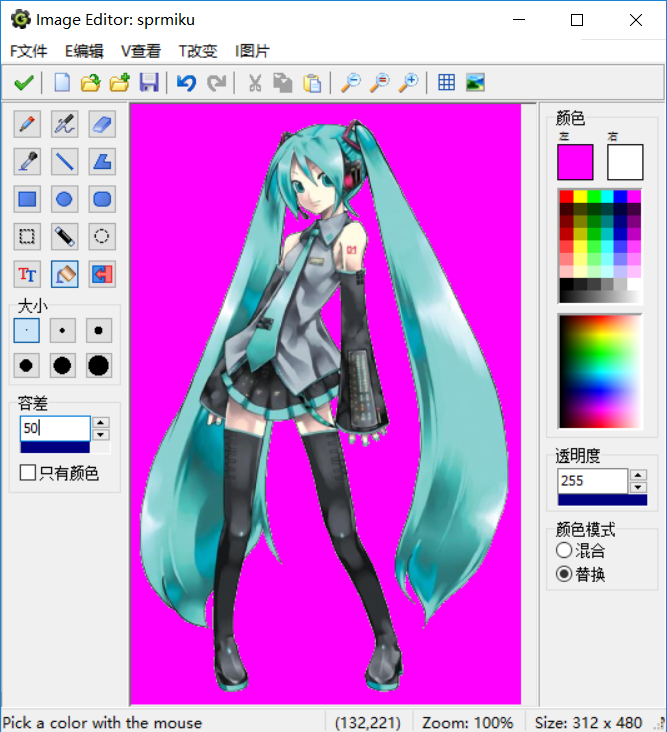 Image Editor: sprmiku
F文件 E编辑 V查看 T改变 I图片
颜色
左 右
01
TT
大小
容差
50
只有颜色
透明度
255
颜色模式
混合
替换
Pick a color with the mouse (132,221) Zoom: 100% Size: 312 x 480